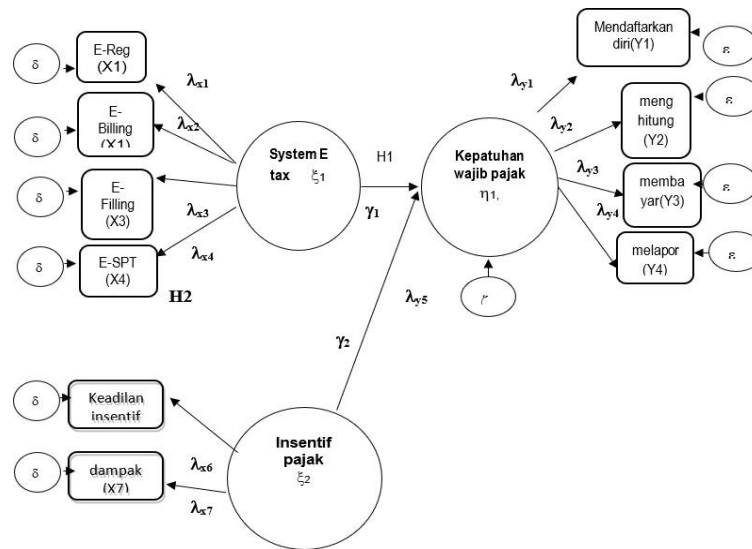 δ
E-Reg
(X1)
λx1
δ
E-
Billing
(X1)
λx2
δ
E-
Filling
(X3)
λx3
δ
E-SPT
(X4)
λx4
H2
System E
tax ξ1
H1
γ1
Kepatuhan
wajib pajak
η1,
ζ
λy1
Mendaftarkan
diri(Y1)
ε
λy2
meng
hitung
(Y2)
ε
λy3
memba
yar(Y3)
ε
λy4
melapor
(Y4)
ε
λy5
γ2
δ
Keadilan
insentif
λx6
δ
dampak
(X7)
λx7
Insentif
pajak
ξ2